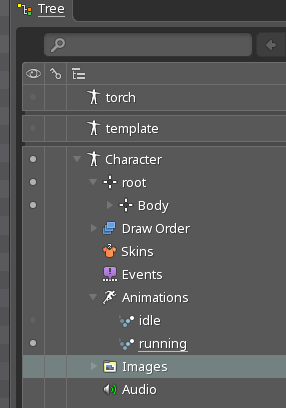 Tree
torch
template
Character
root
Body
Draw Order
Skins
Events
Animations
idle
running
Images
Audio